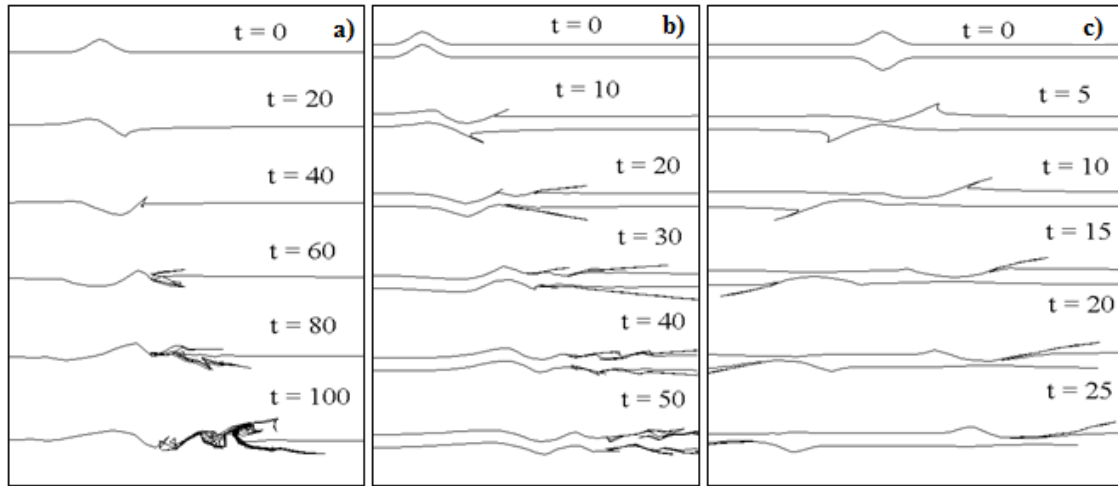 t = 0 a)
t = 20
t = 40
t = 60
t = 80
t = 100
t = 0 b)
t = 10
t = 20
t = 30
t = 40
t = 50
t = 0 c)
t = 5
t = 10
t = 15
t = 20
t = 25